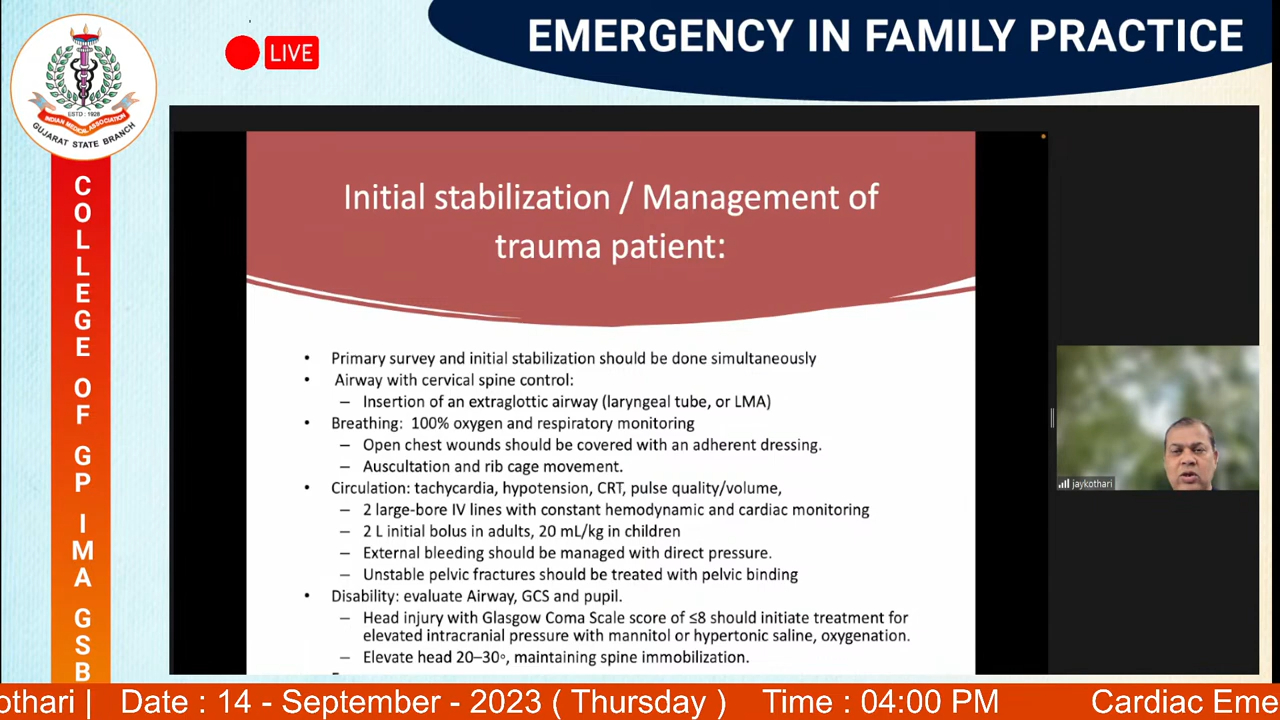 EMERGENCY IN FAMILY PRACTICE
LIVE
ESTD : 1928
INDIAN MEDICAL ASSOCIATION
GUJARAT STATE BRANCH
COLLEGE OF GP IMA GSB
Initial stabilization / Management of
trauma patient:
• Primary survey and initial stabilization should be done simultaneously
• Airway with cervical spine control:
– Insertion of an extraglottic airway (laryngeal tube, or LMA)
• Breathing: 100% oxygen and respiratory monitoring
– Open chest wounds should be covered with an adherent dressing.
– Auscultation and rib cage movement.
• Circulation: tachycardia, hypotension, CRT, pulse quality/volume,
– 2 large-bore IV lines with constant hemodynamic and cardiac monitoring
– 2 L initial bolus in adults, 20 mL/kg in children
– External bleeding should be managed with direct pressure.
– Unstable pelvic fractures should be treated with pelvic binding
• Disability: evaluate Airway, GCS and pupil.
– Head injury with Glasgow Coma Scale score of ≤8 should initiate treatment for
elevated intracranial pressure with mannitol or hypertonic saline, oxygenation.
– Elevate head 20–30°, maintaining spine immobilization.
jaykothari
othari | Date : 14 - September - 2023 ( Thursday ) Time : 04:00 PM Cardiac Eme